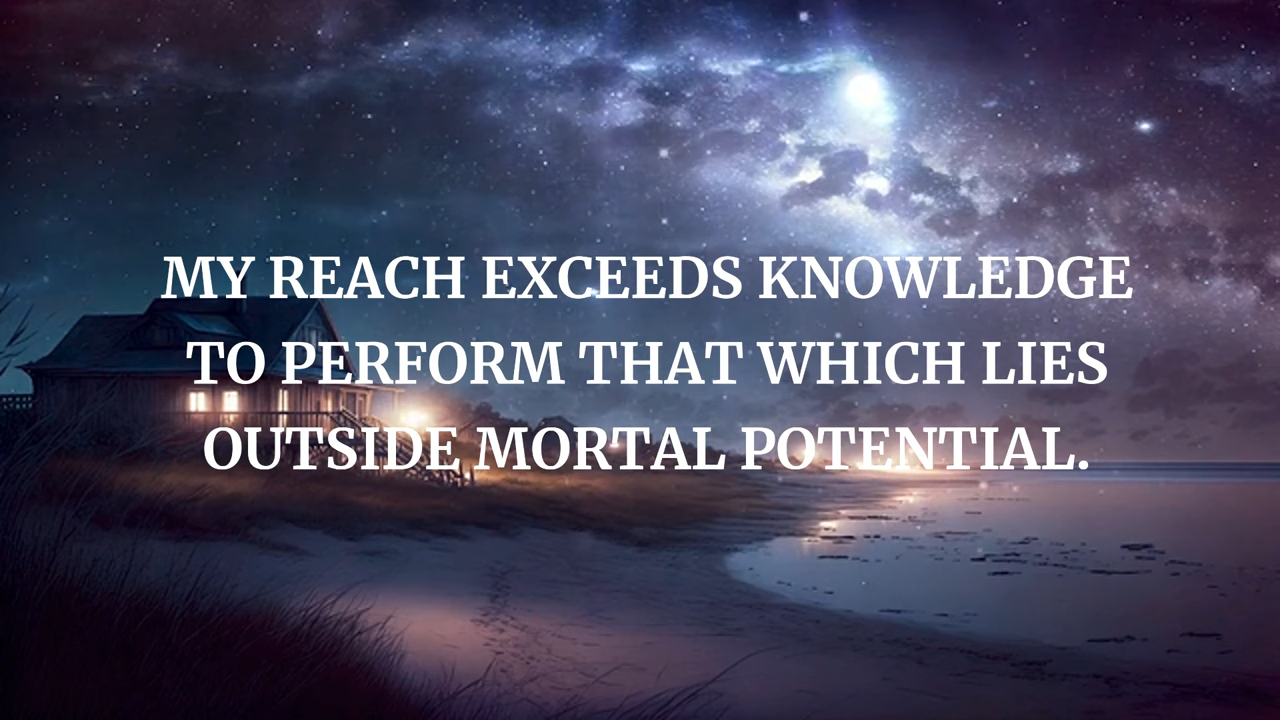 MY REACH EXCEEDS KNOWLEDGE
TO PERFORM THAT WHICH LIES
OUTSIDE MORTAL POTENTIAL.